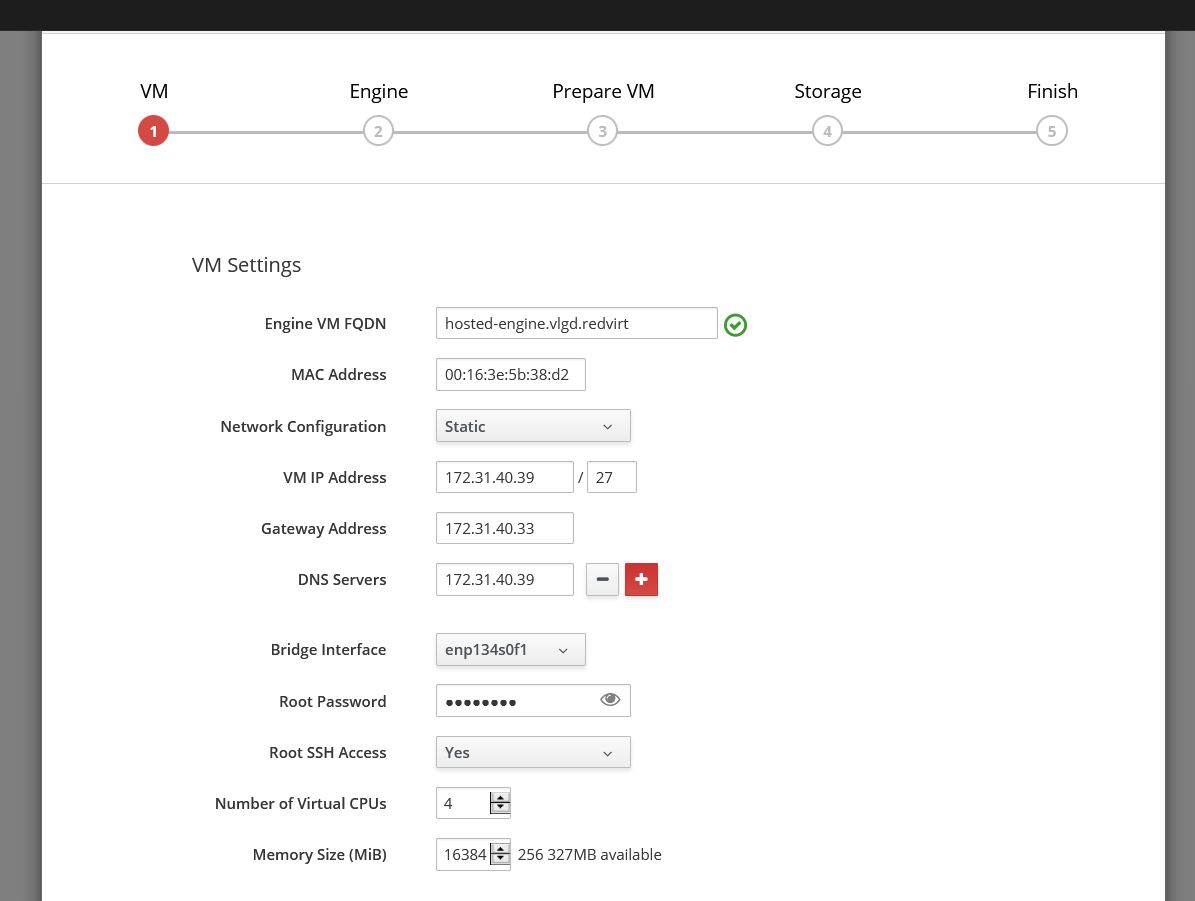 VM Engine Prepare VM Storage Finish
1 2 3 4 5
VM Settings
Engine VM FQDN hosted-engine.vlgd.redvirt
MAC Address 00:16:3e:5b:38:d2
Network Configuration Static
VM IP Address 172.31.40.39 / 27
Gateway Address 172.31.40.33
DNS Servers 172.31.40.39
Bridge Interface enp134s0f1
Root Password ●●●●●●●●
Root SSH Access Yes
Number of Virtual CPUs 4
Memory Size (MiB) 16384 256 327MB available